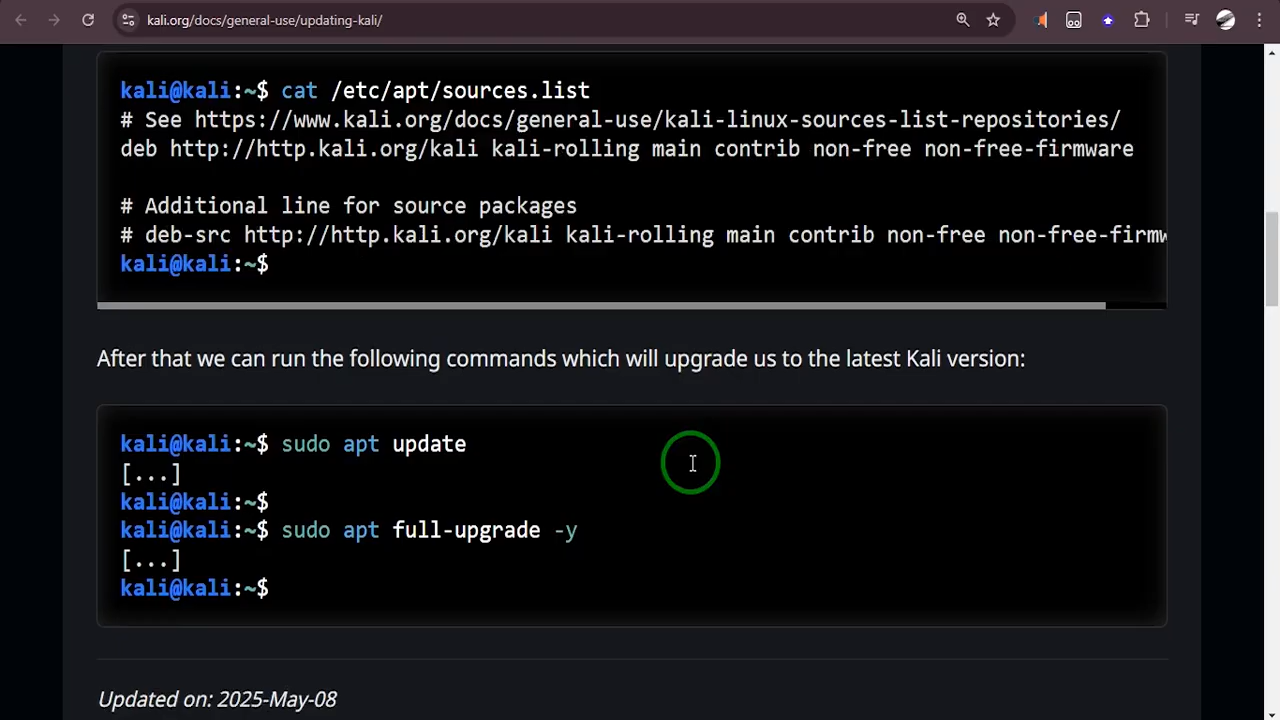 kali.org/docs/general-use/updating-kali/
kali@kali:~$ cat /etc/apt/sources.list
# See https://www.kali.org/docs/general-use/kali-linux-sources-list-repositories/
deb http://http.kali.org/kali kali-rolling main contrib non-free non-free-firmware
# Additional line for source packages
# deb-src http://http.kali.org/kali kali-rolling main contrib non-free non-free-firmw
kali@kali:~$
After that we can run the following commands which will upgrade us to the latest Kali version:
kali@kali:~$ sudo apt update
[...]
kali@kali:~$
kali@kali:~$ sudo apt full-upgrade -y
[...]
kali@kali:~$
Updated on: 2025-May-08